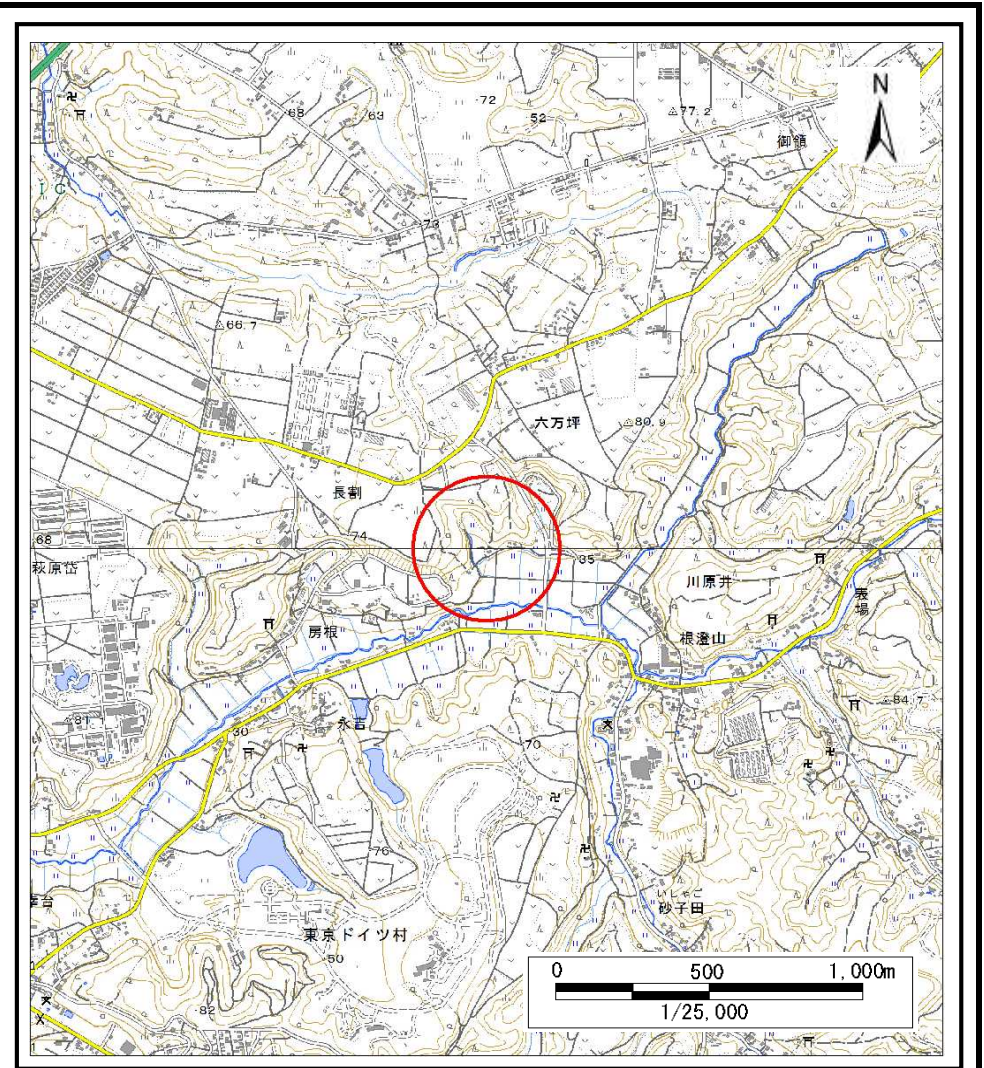 72
68
63
52
77.2
N
御領
IC
73
66.7
六万坪
80.9
長割
68
74
35
萩原岱
川原井
表場
房根
根澄山
81
永吉
84.7
30
70
76
いしゃご
砂子田
東京ドイツ村
50
82
0 500 1,000m
1/25,000